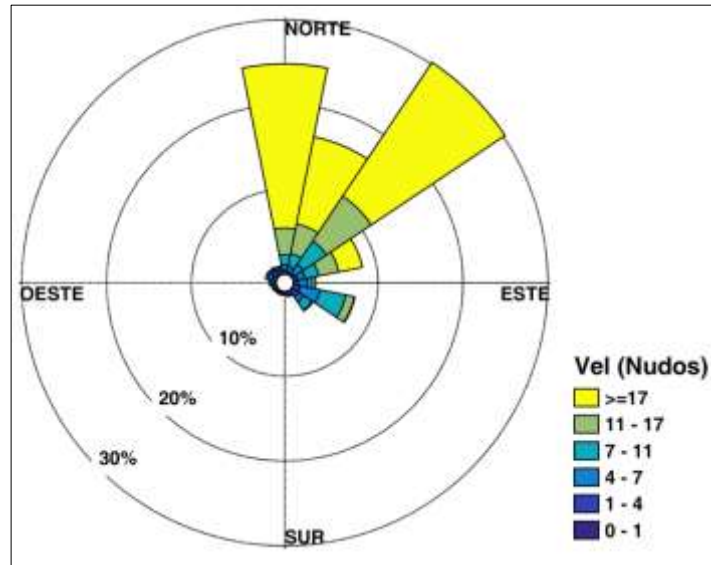 NORTE
OESTE
ESTE
10%
20%
30%
SUR
Vel (Nudos)
>=17
11 - 17
7 - 11
4 - 7
1 - 4
0 - 1